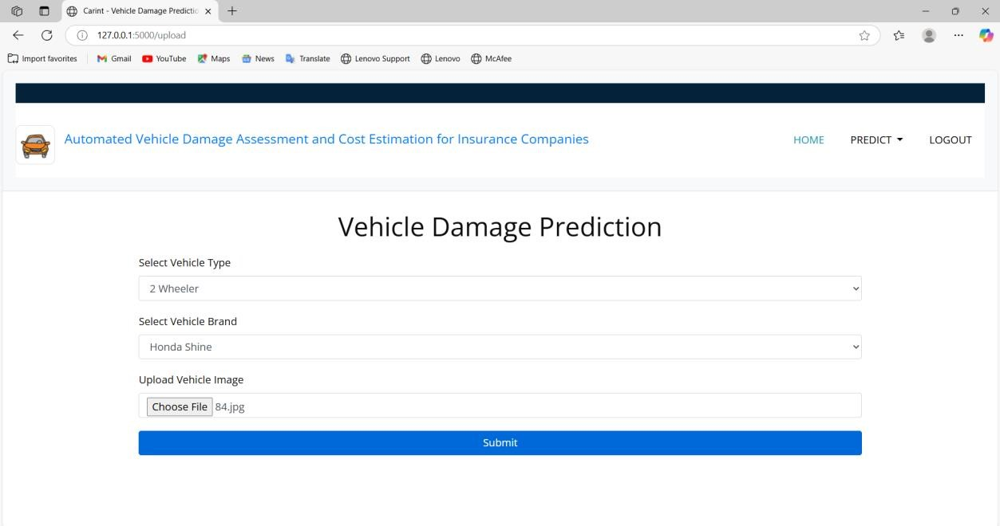 Carint - Vehicle Damage Predictio
127.0.0.1:5000/upload
Import favorites Gmail YouTube Maps News Translate Lenovo Support Lenovo McAfee
Automated Vehicle Damage Assessment and Cost Estimation for Insurance Companies
HOME PREDICT LOGOUT
Vehicle Damage Prediction
Select Vehicle Type
2 Wheeler
Select Vehicle Brand
Honda Shine
Upload Vehicle Image
Choose File 84.jpg
Submit